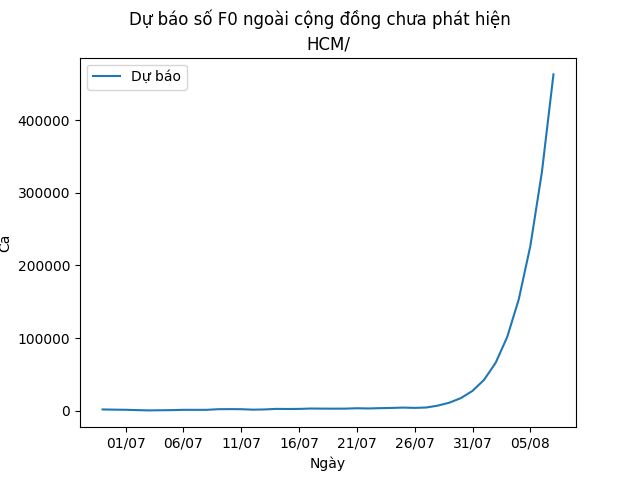 Dự báo số F0 ngoài cộng đồng chưa phát hiện
HCM/
Dự báo
400000
300000
200000
100000
0
Ca
01/07 06/07 11/07 16/07 21/07 26/07 31/07 05/08
Ngày